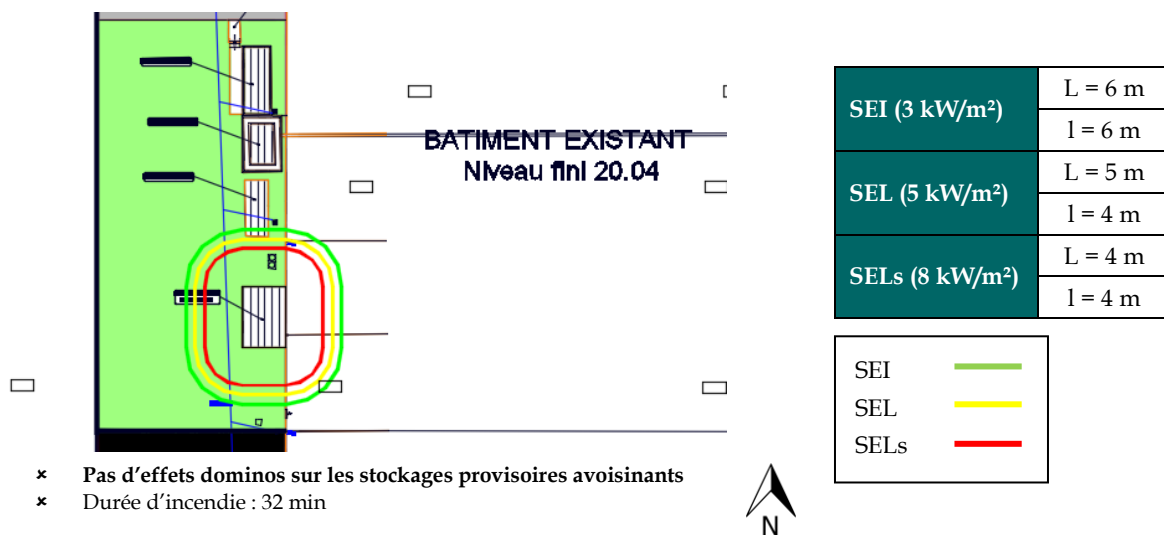 BATIMENT EXISTANT
Niveau fini 20.04
SEI (3 kW/m²)
L = 6 m
l = 6 m
SEL (5 kW/m²)
L = 5 m
l = 4 m
SELs (8 kW/m²)
L = 4 m
l = 4 m
SEI
SEL
SELs
Pas d’effets dominos sur les stockages provisoires avoisinants
Durée d’incendie : 32 min
N